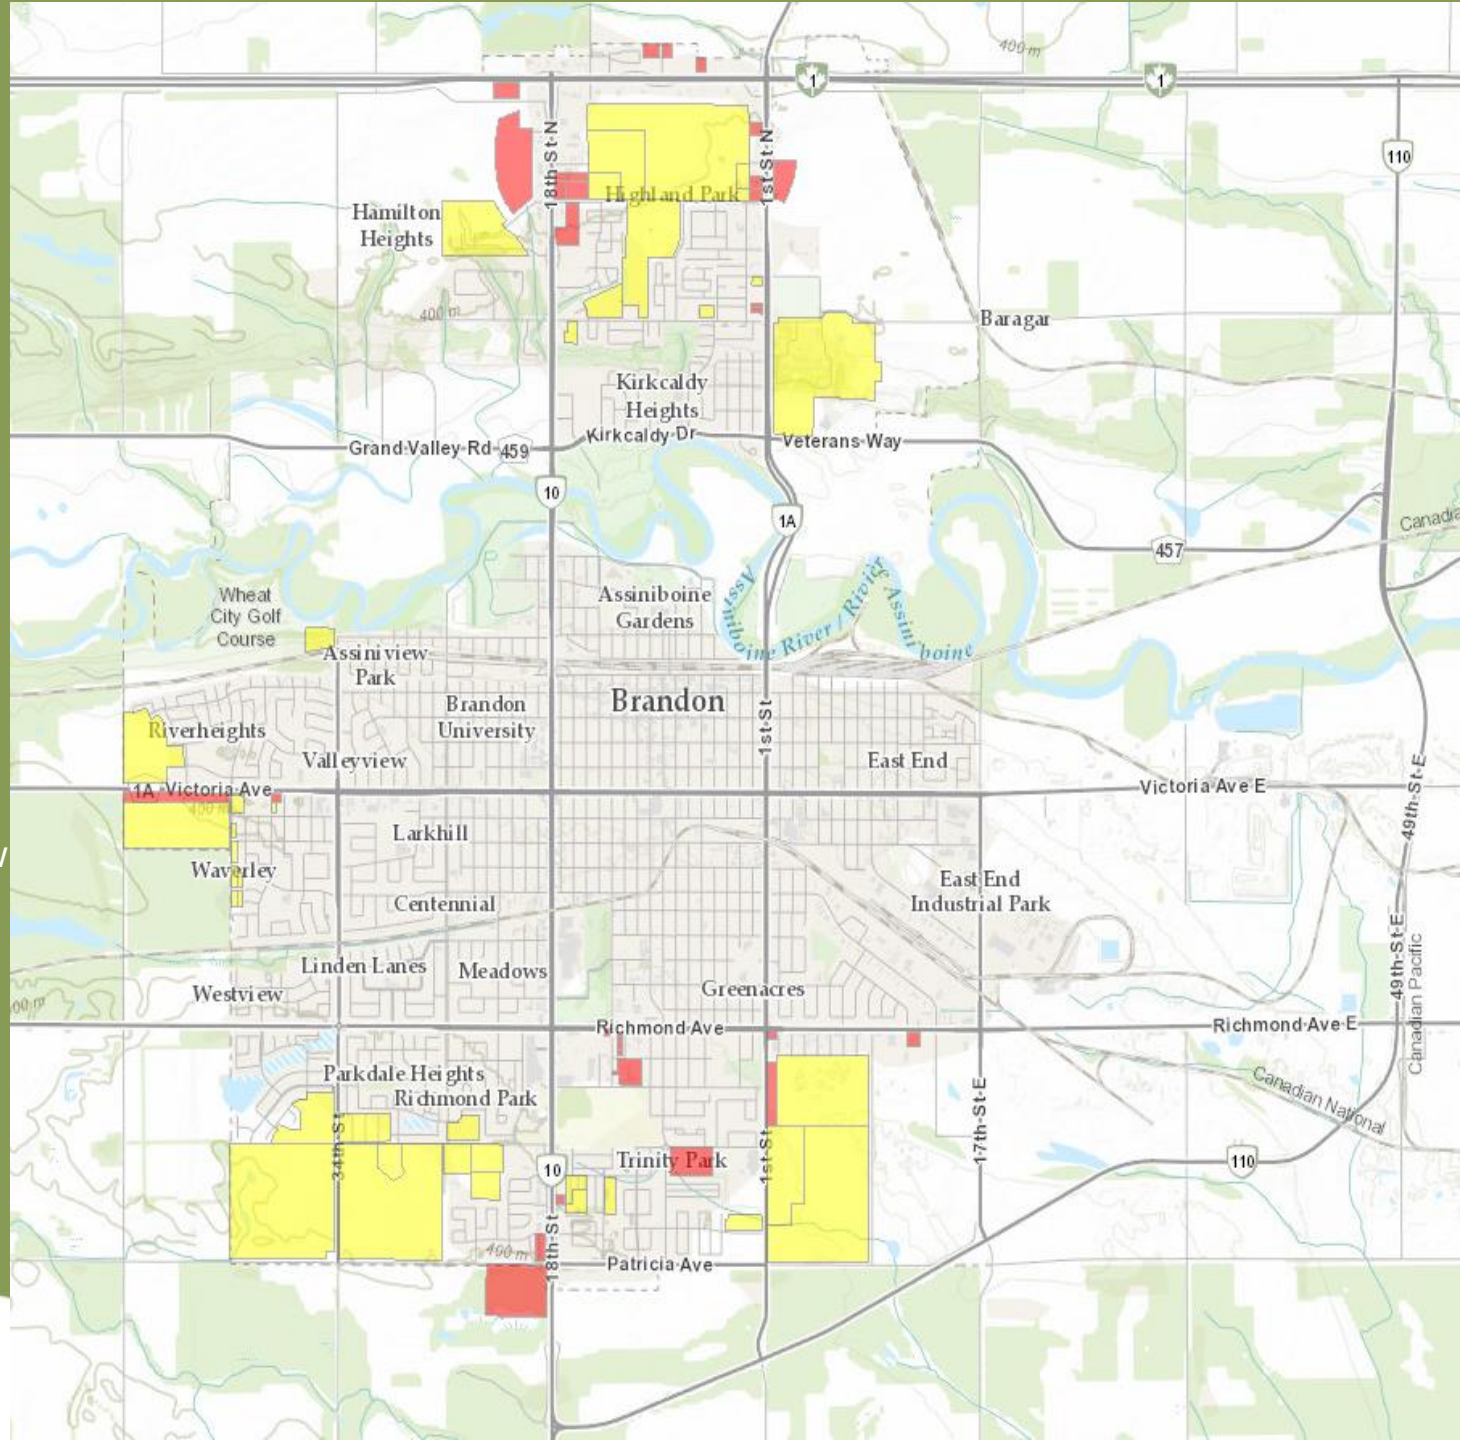 400 m
1
1
110
18th-St-N
1st-St-N
Highland Park
Hamilton
Heights
400 m
Baragar
Kirkcaldy
Heights
Kirkcaldy Dr
Veterans Way
Grand Valley Rd
459
10
1A
457
Canadia
Assiniboine River / Rivière Assiniboine
Wheat
City Golf
Course
Assiniboine
Gardens
Assiniview
Park
Brandon
University
Brandon
1st-St
Riverheights
Valleyview
East End
1A
Victoria Ave
Victoria Ave E
400 m
49th-St-E
Larkhill
Waverley
East End
Industrial Park
Centennial
Linden Lanes
Meadows
Westview
Greenacres
49th-St-E
Canadian Pacific
00 m
Richmond Ave
Richmond Ave E
Parkdale Heights
Richmond Park
Canadian National
34th-St
Trinity Park
1st-St
17th-St-E
10
110
18th-St
400 m
Patricia Ave